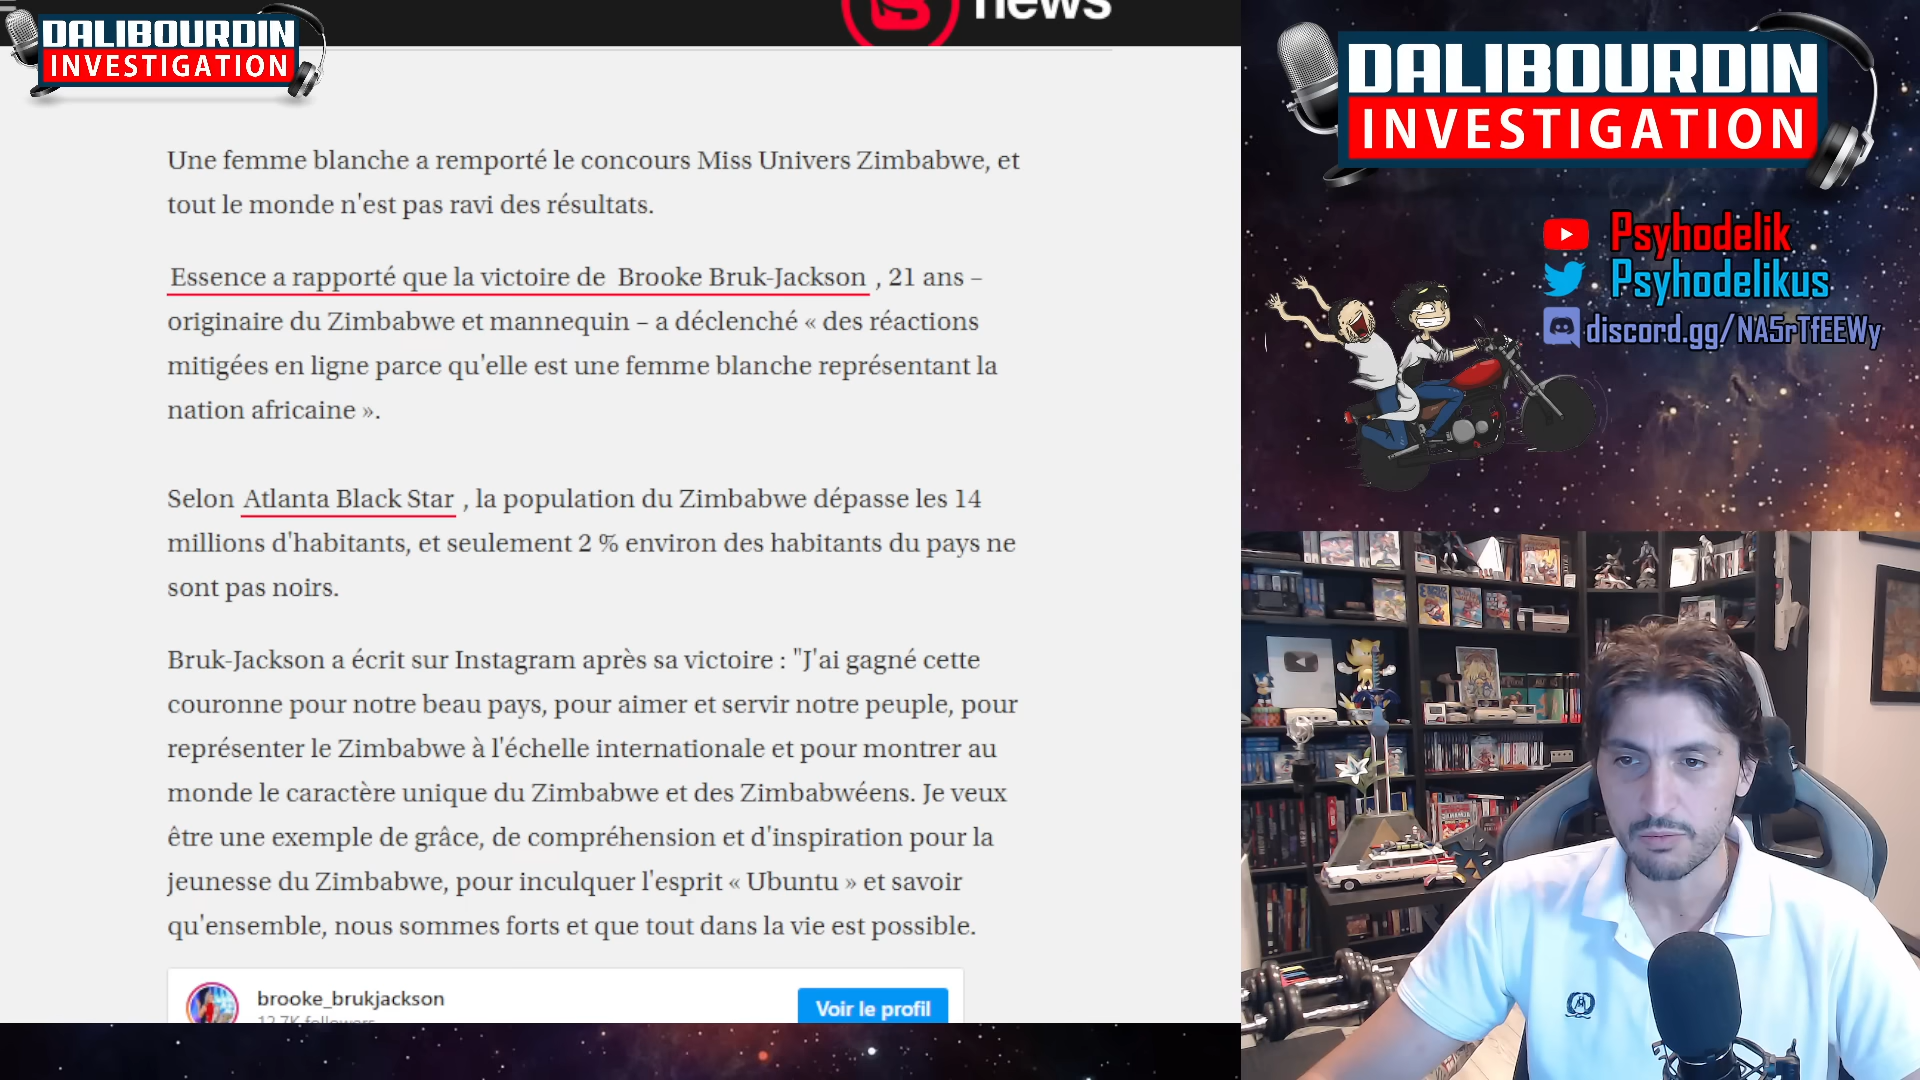 news
DALIBOURDIN
INVESTIGATION
Une femme blanche a remporté le concours Miss Univers Zimbabwe, et
tout le monde n'est pas ravi des résultats.
Essence a rapporté que la victoire de Brooke Bruk-Jackson , 21 ans –
originaire du Zimbabwe et mannequin – a déclenché « des réactions
mitigées en ligne parce qu'elle est une femme blanche représentant la
nation africaine ».
Selon Atlanta Black Star , la population du Zimbabwe dépasse les 14
millions d'habitants, et seulement 2 % environ des habitants du pays ne
sont pas noirs.
Bruk-Jackson a écrit sur Instagram après sa victoire : "J'ai gagné cette
couronne pour notre beau pays, pour aimer et servir notre peuple, pour
représenter le Zimbabwe à l'échelle internationale et pour montrer au
monde le caractère unique du Zimbabwe et des Zimbabwéens. Je veux
être une exemple de grâce, de compréhension et d'inspiration pour la
jeunesse du Zimbabwe, pour inculquer l'esprit « Ubuntu » et savoir
qu'ensemble, nous sommes forts et que tout dans la vie est possible.
brooke_brukjackson
12.7K followers
Voir le profil
DALIBOURDIN
INVESTIGATION
Psyhodelik
Psyhodelikus
discord.gg/NA5rTfEEWy